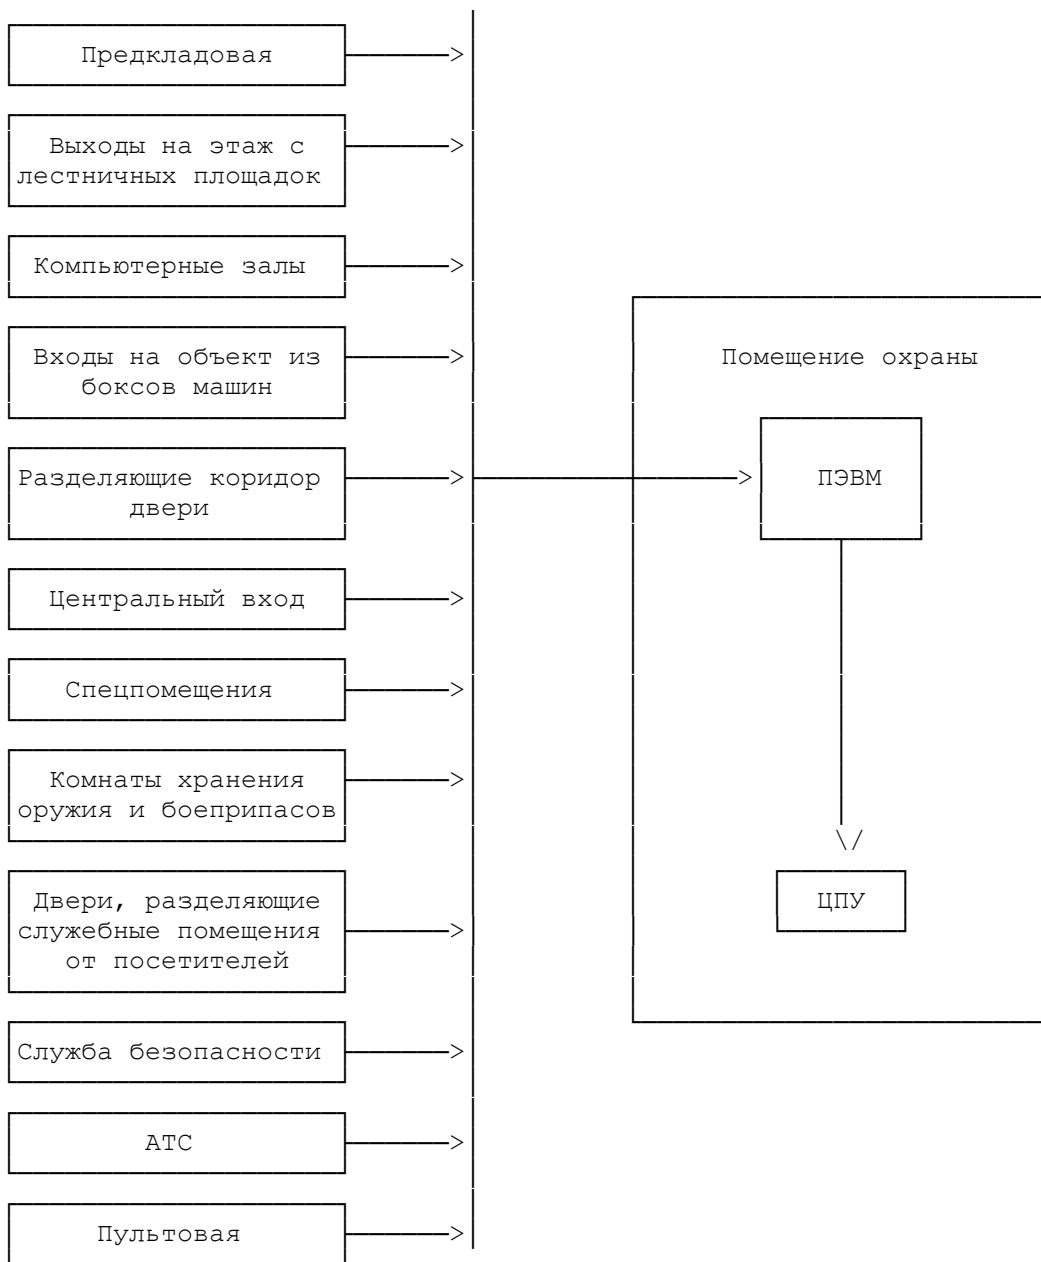 Предкладовая
Выходы на этаж с
лестничных площадок
Компьютерные залы
Входы на объект из
боксов машин
Разделяющие коридор
двери
Центральный вход
Спецпомещения
Комнаты хранения
оружия и боеприпасов
Двери, разделяющие
служебные помещения
от посетителей
Служба безопасности
АТС
Пультовая
Помещение охраны
ПЭВМ
ЦПУ